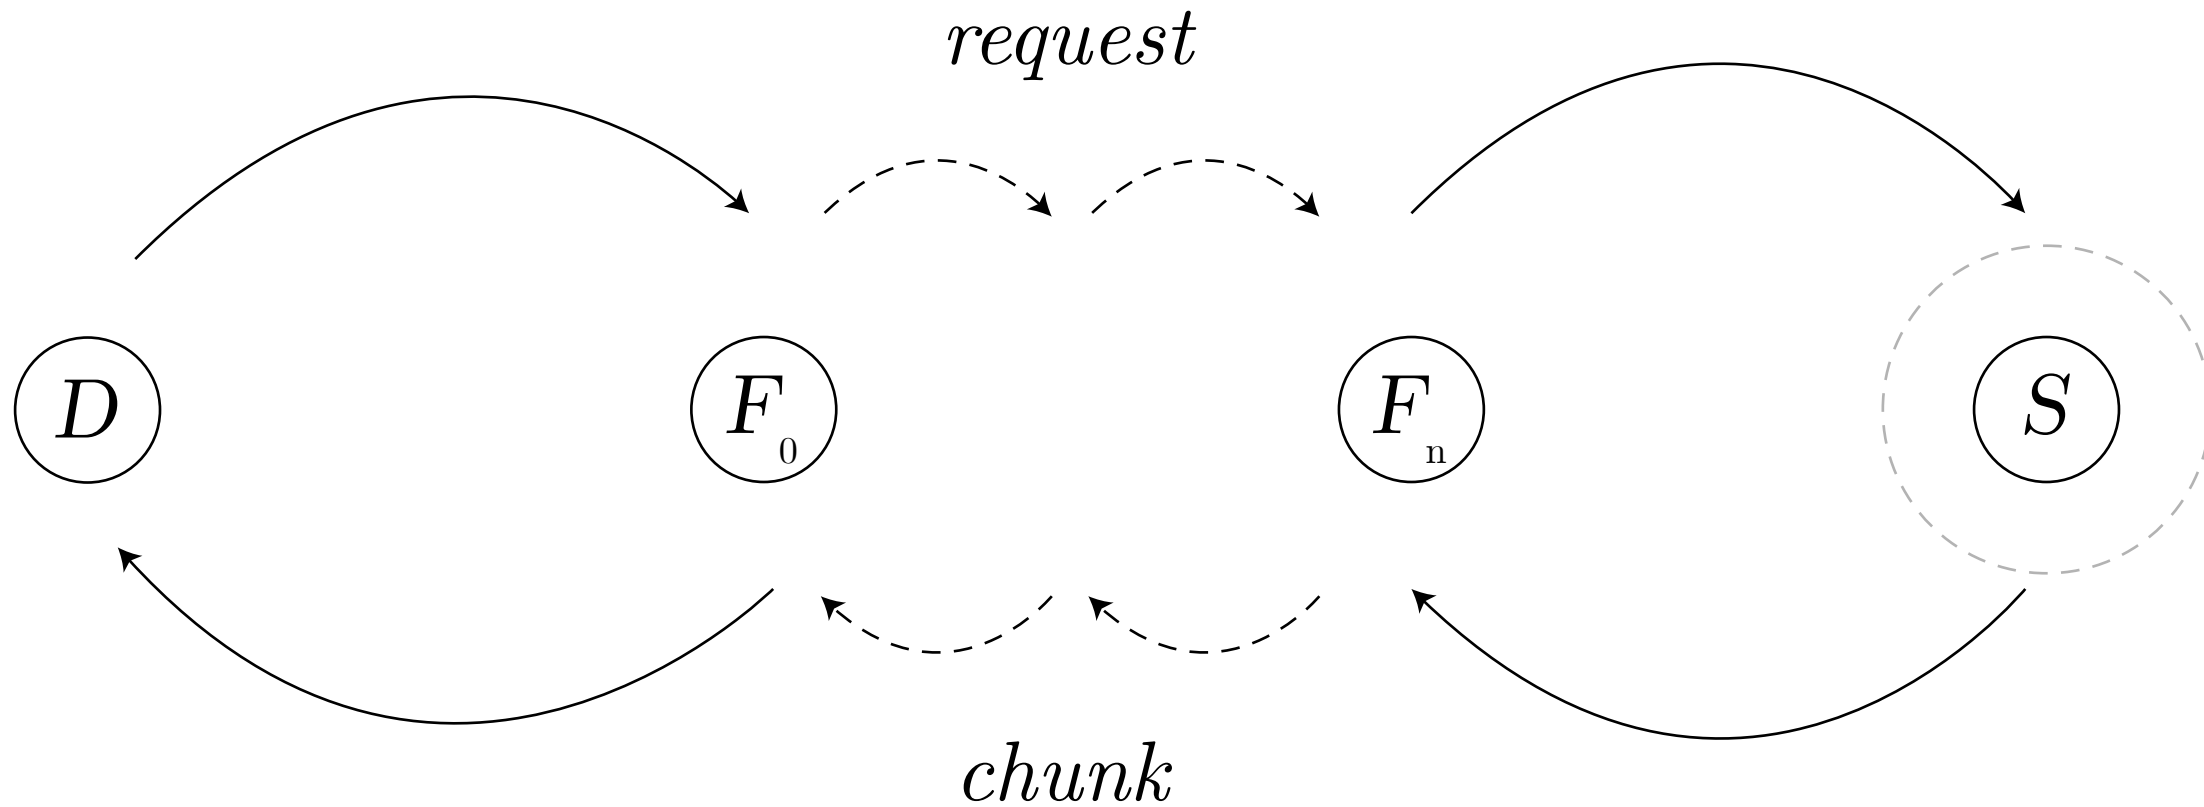 request
D
F₀
Fₙ
S
chunk